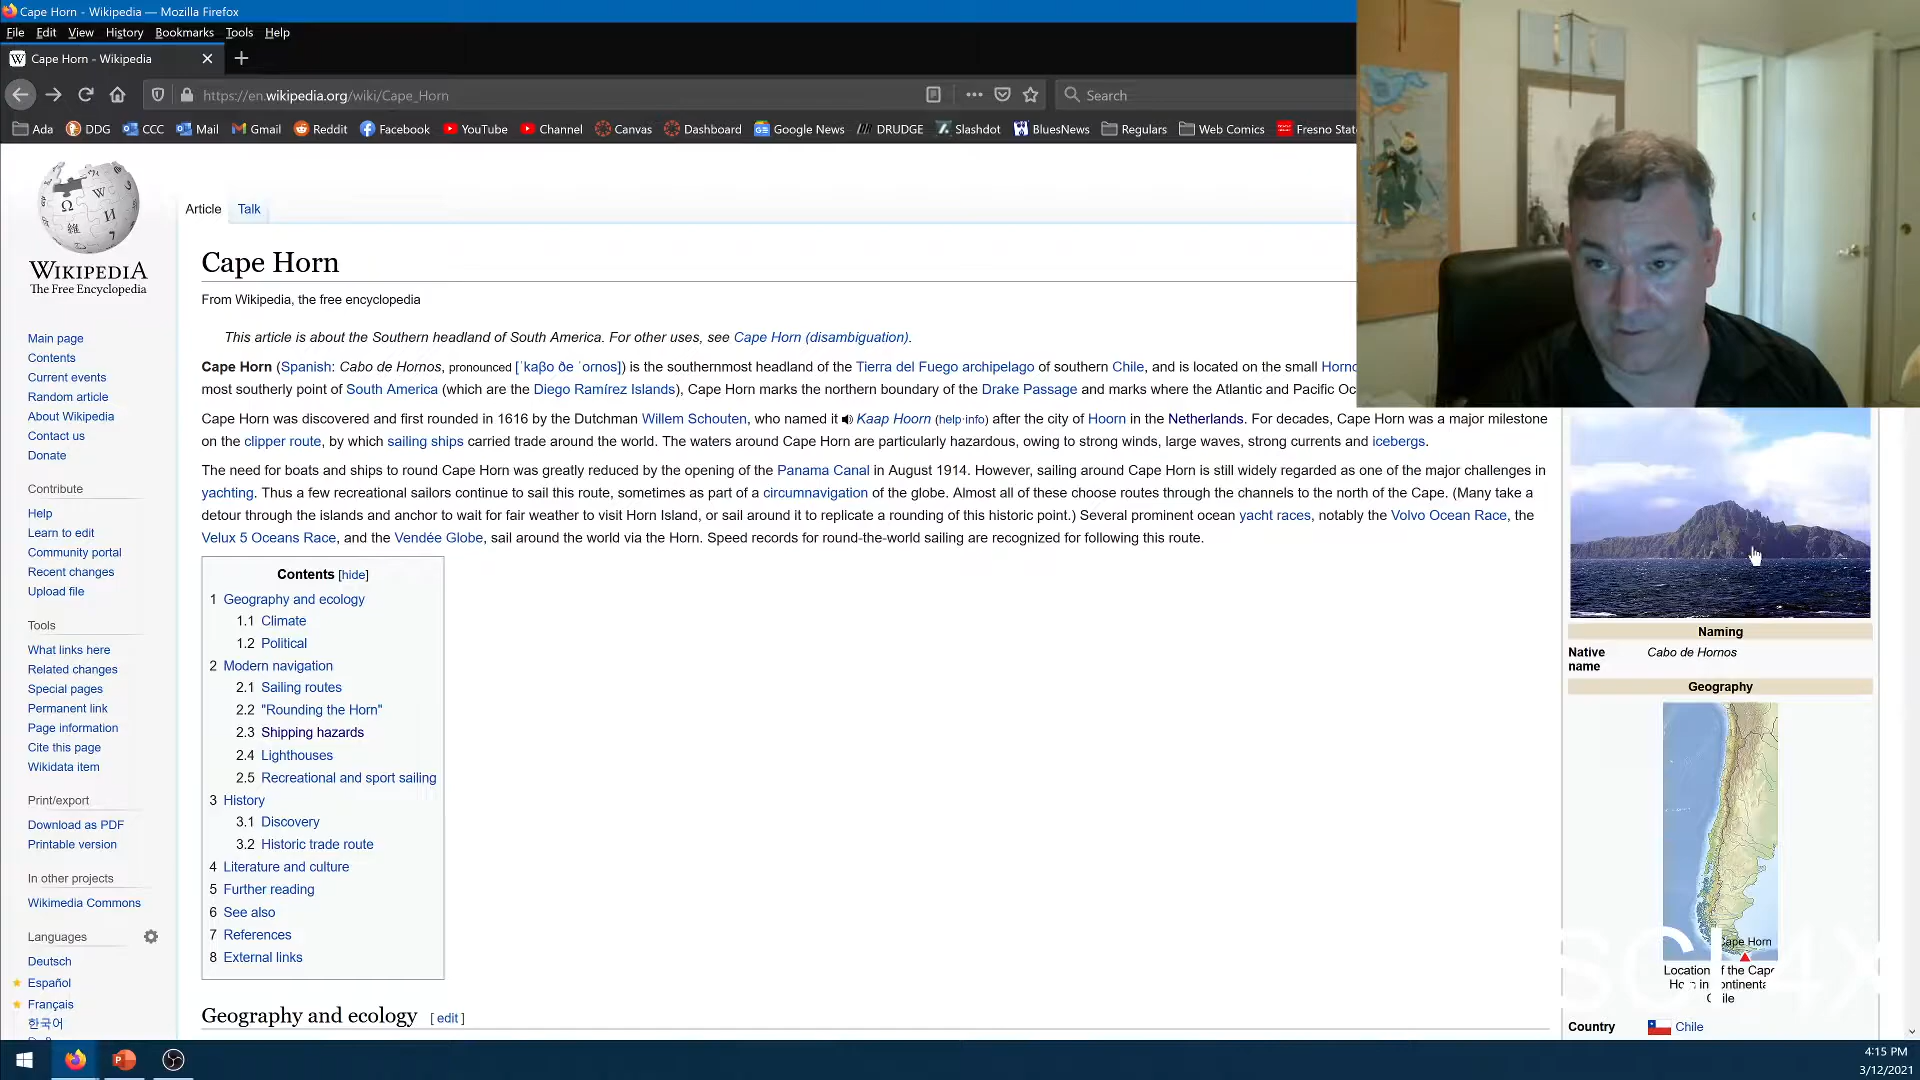 Cape Horn - Wikipedia — Mozilla Firefox
File Edit View History Bookmarks Tools Help
Cape Horn - Wikipedia
https://en.wikipedia.org/wiki/Cape_Horn
Search
Ada DDG CCC Mail Gmail Reddit Facebook YouTube Channel Canvas Dashboard Google News DRUDGE Slashdot BluesNews Regulars Web Comics Fresno Stat
WIKIPEDIA
The Free Encyclopedia
Main page
Contents
Current events
Random article
About Wikipedia
Contact us
Donate
Contribute
Help
Learn to edit
Community portal
Recent changes
Upload file
Tools
What links here
Related changes
Special pages
Permanent link
Page information
Cite this page
Wikidata item
Print/export
Download as PDF
Printable version
In other projects
Wikimedia Commons
Languages
Deutsch
Español
Français
한국어
Article Talk
Cape Horn
From Wikipedia, the free encyclopedia
This article is about the Southern headland of South America. For other uses, see Cape Horn (disambiguation).
Cape Horn (Spanish: Cabo de Hornos, pronounced [ˈkaβo ðe ˈornos]) is the southernmost headland of the Tierra del Fuego archipelago of southern Chile, and is located on the small Horno
most southerly point of South America (which are the Diego Ramírez Islands), Cape Horn marks the northern boundary of the Drake Passage and marks where the Atlantic and Pacific Oc
Cape Horn was discovered and first rounded in 1616 by the Dutchman Willem Schouten, who named it Kaap Hoorn (help·info) after the city of Hoorn in the Netherlands. For decades, Cape Horn was a major milestone
on the clipper route, by which sailing ships carried trade around the world. The waters around Cape Horn are particularly hazardous, owing to strong winds, large waves, strong currents and icebergs.
The need for boats and ships to round Cape Horn was greatly reduced by the opening of the Panama Canal in August 1914. However, sailing around Cape Horn is still widely regarded as one of the major challenges in
yachting. Thus a few recreational sailors continue to sail this route, sometimes as part of a circumnavigation of the globe. Almost all of these choose routes through the channels to the north of the Cape. (Many take a
detour through the islands and anchor to wait for fair weather to visit Horn Island, or sail around it to replicate a rounding of this historic point.) Several prominent ocean yacht races, notably the Volvo Ocean Race, the
Velux 5 Oceans Race, and the Vendée Globe, sail around the world via the Horn. Speed records for round-the-world sailing are recognized for following this route.
Contents [hide]
1 Geography and ecology
1.1 Climate
1.2 Political
2 Modern navigation
2.1 Sailing routes
2.2 "Rounding the Horn"
2.3 Shipping hazards
2.4 Lighthouses
2.5 Recreational and sport sailing
3 History
3.1 Discovery
3.2 Historic trade route
4 Literature and culture
5 Further reading
6 See also
7 References
8 External links
Geography and ecology [ edit ]
Naming
Native name Cabo de Hornos
Geography
Cape Horn
Location of the Cape
Horn in continental
Chile
Country Chile
4:15 PM
3/12/2021